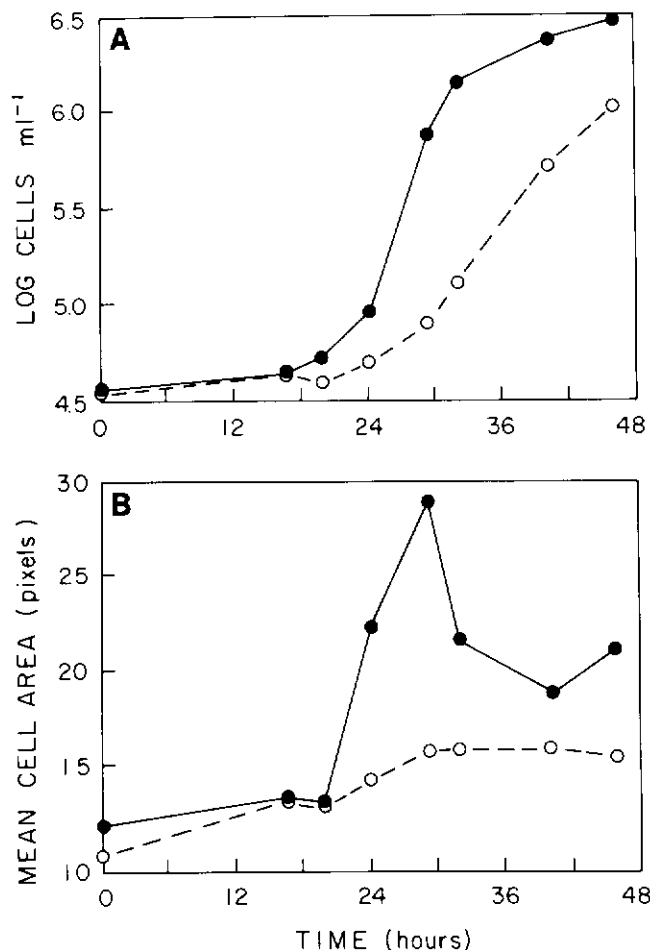 A
LOG CELLS ml⁻¹
6.5
6.0
5.5
5.0
4.5
0 12 24 36 48
B
MEAN CELL AREA (pixels)
30
25
20
15
10
0 12 24 36 48
TIME (hours)